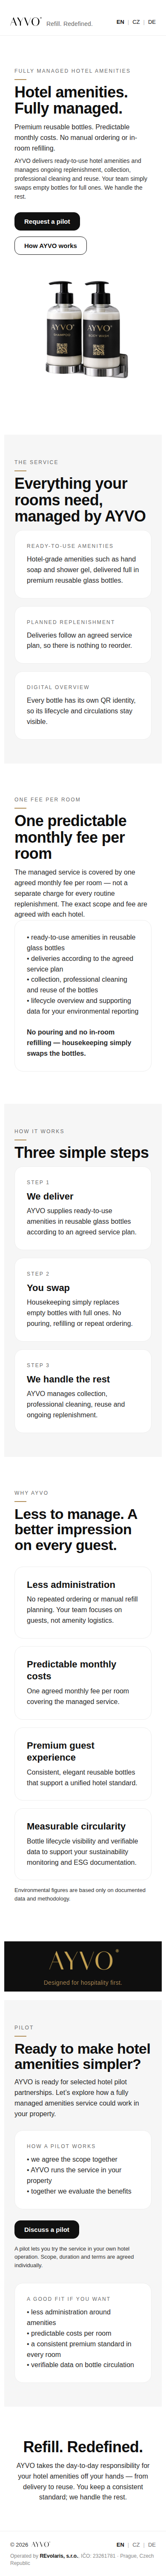 AYVO® Refill. Redefined. EN | CZ | DE
FULLY MANAGED HOTEL AMENITIES
Hotel amenities.
Fully managed.
Premium reusable bottles. Predictable
monthly costs. No manual ordering or in-
room refilling.
AYVO delivers ready-to-use hotel amenities and
manages ongoing replenishment, collection,
professional cleaning and reuse. Your team simply
swaps empty bottles for full ones. We handle the
rest.
Request a pilot
How AYVO works
AYVO
AYVO
THE SERVICE
Everything your
rooms need,
managed by AYVO
READY-TO-USE AMENITIES
Hotel-grade amenities such as hand
soap and shower gel, delivered full in
premium reusable glass bottles.
PLANNED REPLENISHMENT
Deliveries follow an agreed service
plan, so there is nothing to reorder.
DIGITAL OVERVIEW
Every bottle has its own QR identity,
so its lifecycle and circulations stay
visible.
ONE FEE PER ROOM
One predictable
monthly fee per
room
The managed service is covered by one
agreed monthly fee per room — not a
separate charge for every routine
replenishment. The exact scope and fee are
agreed with each hotel.
• ready-to-use amenities in reusable
glass bottles
• deliveries according to the agreed
service plan
• collection, professional cleaning
and reuse of the bottles
• lifecycle overview and supporting
data for your environmental reporting
No pouring and no in-room
refilling — housekeeping simply
swaps the bottles.
HOW IT WORKS
Three simple steps
STEP 1
We deliver
AYVO supplies ready-to-use
amenities in reusable glass bottles
according to an agreed service plan.
STEP 2
You swap
Housekeeping simply replaces
empty bottles with full ones. No
pouring, refilling or repeat ordering.
STEP 3
We handle the rest
AYVO manages collection,
professional cleaning, reuse and
ongoing replenishment.
WHY AYVO
Less to manage. A
better impression
on every guest.
Less administration
No repeated ordering or manual refill
planning. Your team focuses on
guests, not amenity logistics.
Predictable monthly
costs
One agreed monthly fee per room
covering the managed service.
Premium guest
experience
Consistent, elegant reusable bottles
that support a unified hotel standard.
Measurable circularity
Bottle lifecycle visibility and verifiable
data to support your sustainability
monitoring and ESG documentation.
Environmental figures are based only on documented
data and methodology.
AYVO®
Designed for hospitality first.
PILOT
Ready to make hotel
amenities simpler?
AYVO is ready for selected hotel pilot
partnerships. Let’s explore how a fully
managed amenities service could work in
your property.
HOW A PILOT WORKS
• we agree the scope together
• AYVO runs the service in your
property
• together we evaluate the benefits
Discuss a pilot
A pilot lets you try the service in your own hotel
operation. Scope, duration and terms are agreed
individually.
A GOOD FIT IF YOU WANT
• less administration around
amenities
• predictable costs per room
• a consistent premium standard in
every room
• verifiable data on bottle circulation
Refill. Redefined.
AYVO takes the day-to-day complexity of
your hotel amenities off your hands — from
delivery to reuse. You keep a consistent
standard; we handle the rest.
© 2026 AYVO® EN | CZ | DE
Operated by REvolaris, s.r.o.
Prague, Czech
Republic